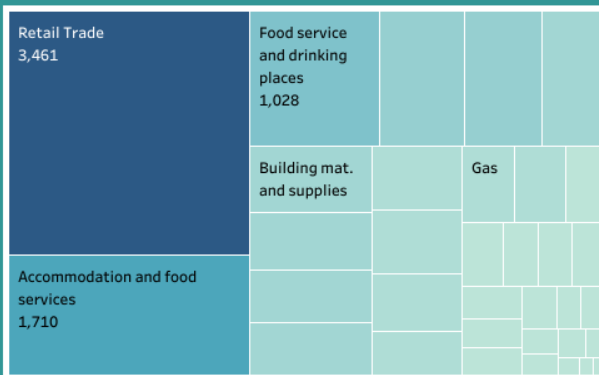 Retail Trade
3,461
Food service
and drinking
places
1,028
Building mat.
and supplies
Gas
Accommodation and food
services
1,710